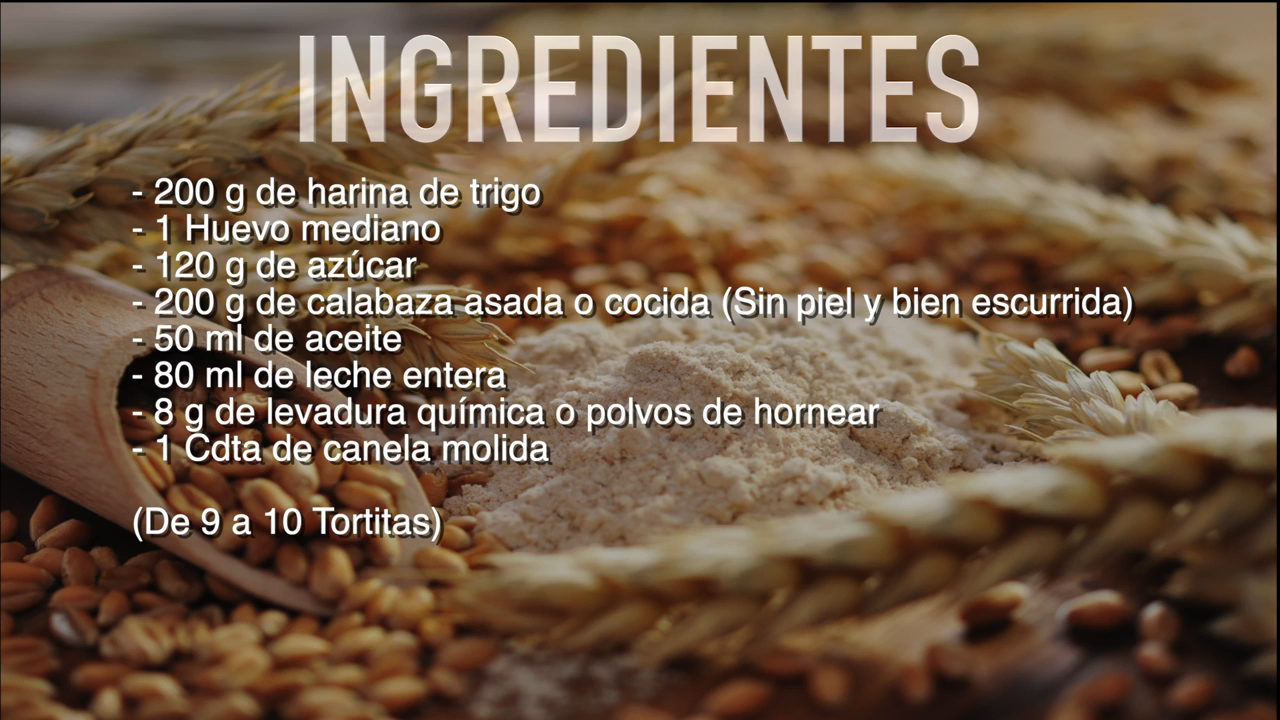 INGREDIENTES
- 200 g de harina de trigo
- 1 Huevo mediano
- 120 g de azúcar
- 200 g de calabaza asada o cocida (Sin piel y bien escurrida)
- 50 ml de aceite
- 80 ml de leche entera
- 8 g de levadura química o polvos de hornear
- 1 Cdta de canela molida
(De 9 a 10 Tortitas)